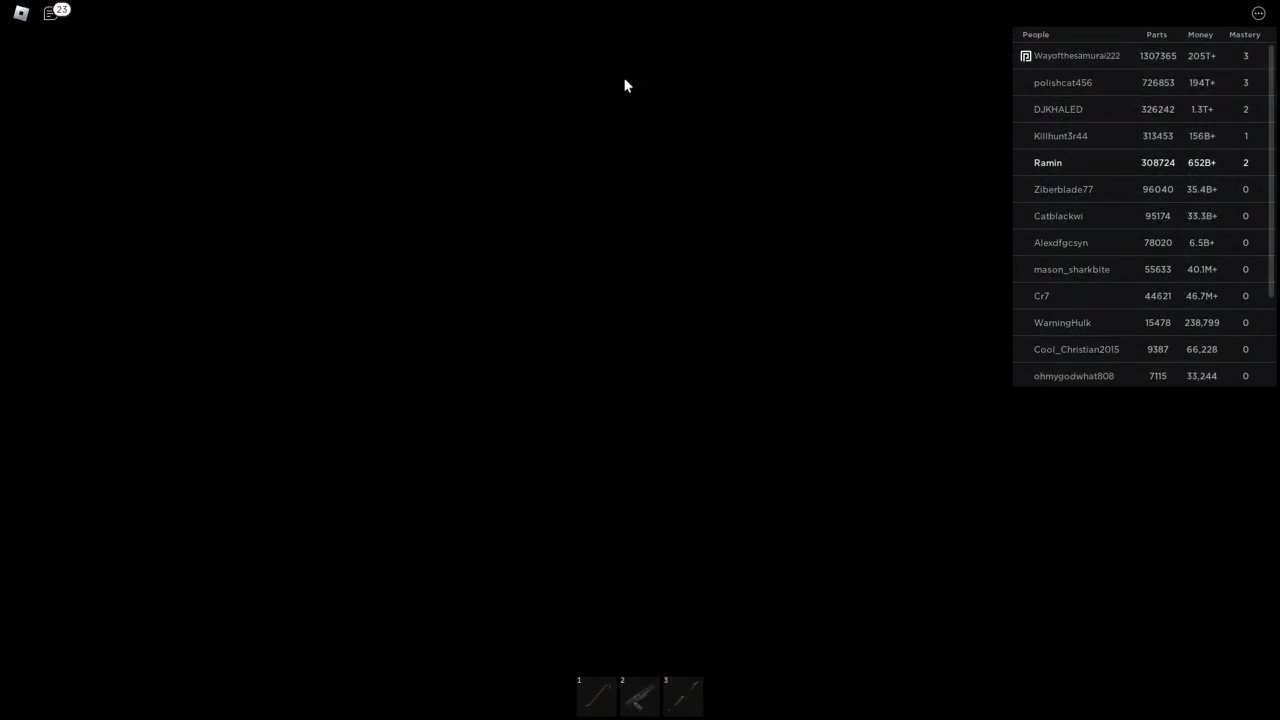 23
People Parts Money Mastery
Wayofthesamurai222 1307365 205T+ 3
polishcat456 726853 194T+ 3
DJKHALED 326242 1.3T+ 2
Killhunt3r44 313453 156B+ 1
Ramin 308724 652B+ 2
Ziberblade77 96040 35.4B+ 0
Catblackwi 95174 33.3B+ 0
Alexdfgcsyn 78020 6.5B+ 0
mason_sharkbite 55633 40.1M+ 0
Cr7 44621 46.7M+ 0
WarningHulk 15478 238,799 0
Cool_Christian2015 9387 66,228 0
ohmygodwhat808 7115 33,244 0
1 2 3